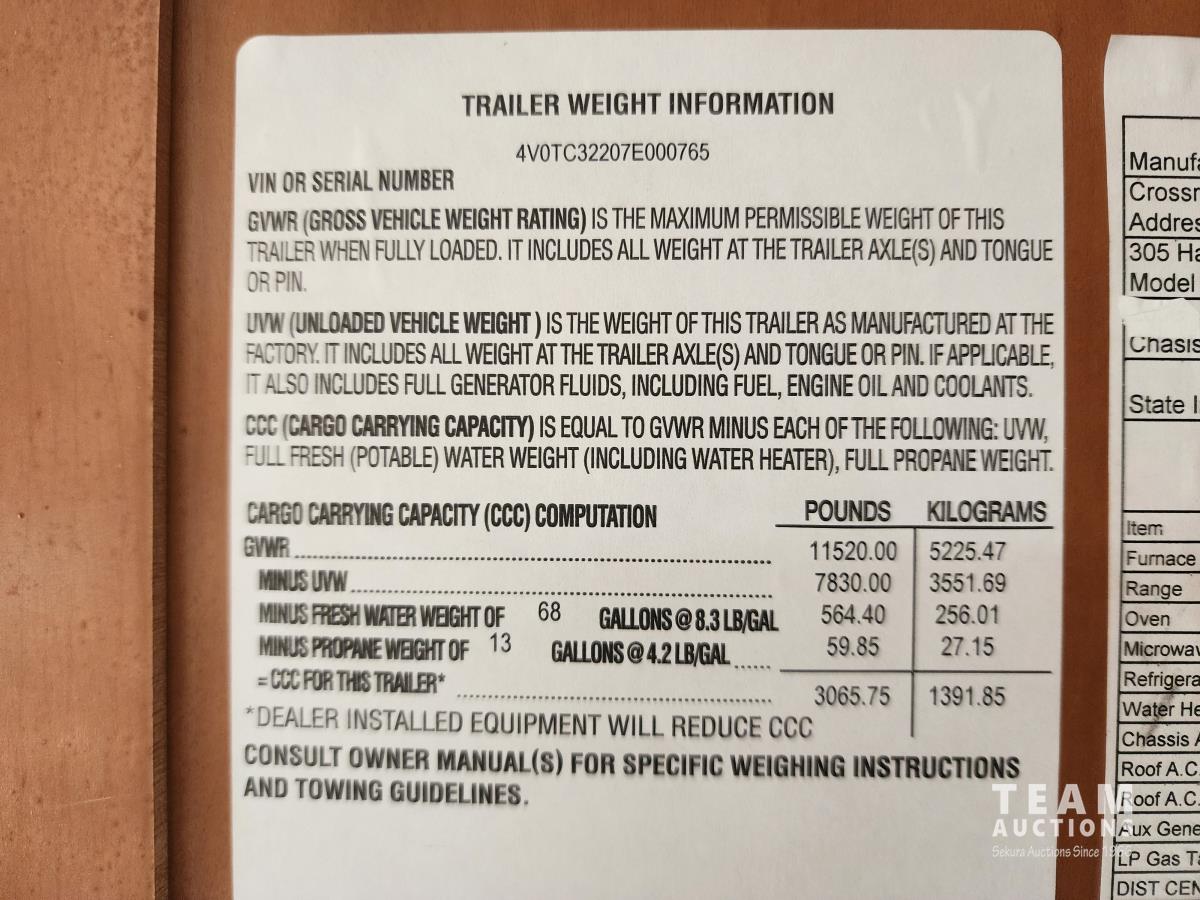 TRAILER WEIGHT INFORMATION
4V0TC32207E000765
VIN OR SERIAL NUMBER
GVWR (GROSS VEHICLE WEIGHT RATING) IS THE MAXIMUM PERMISSIBLE WEIGHT OF THIS
TRAILER WHEN FULLY LOADED. IT INCLUDES ALL WEIGHT AT THE TRAILER AXLE(S) AND TONGUE
OR PIN.
UVW (UNLOADED VEHICLE WEIGHT ) IS THE WEIGHT OF THIS TRAILER AS MANUFACTURED AT THE
FACTORY. IT INCLUDES ALL WEIGHT AT THE TRAILER AXLE(S) AND TONGUE OR PIN. IF APPLICABLE,
IT ALSO INCLUDES FULL GENERATOR FLUIDS, INCLUDING FUEL, ENGINE OIL AND COOLANTS.
CCC (CARGO CARRYING CAPACITY) IS EQUAL TO GVWR MINUS EACH OF THE FOLLOWING: UVW,
FULL FRESH (POTABLE) WATER WEIGHT (INCLUDING WATER HEATER), FULL PROPANE WEIGHT.
CARGO CARRYING CAPACITY (CCC) COMPUTATION POUNDS KILOGRAMS
GVWR 11520.00 5225.47
MINUS UVW 7830.00 3551.69
MINUS FRESH WATER WEIGHT OF 68 GALLONS @ 8.3 LB/GAL 564.40 256.01
MINUS PROPANE WEIGHT OF 13 GALLONS @ 4.2 LB/GAL 59.85 27.15
= CCC FOR THIS TRAILER* 3065.75 1391.85
*DEALER INSTALLED EQUIPMENT WILL REDUCE CCC
CONSULT OWNER MANUAL(S) FOR SPECIFIC WEIGHING INSTRUCTIONS
AND TOWING GUIDELINES.
Manufa
Crossr
Addres
305 Ha
Model
Chasis
State I
Item
Furnace
Range
Oven
Microwav
Refrigera
Water He
Chassis A
Roof A.C.
Roof A.C.
Aux Gene
LP Gas Ta
DIST CEN
TEAM
AUCTIONS
Sekura Auctions Since 1966